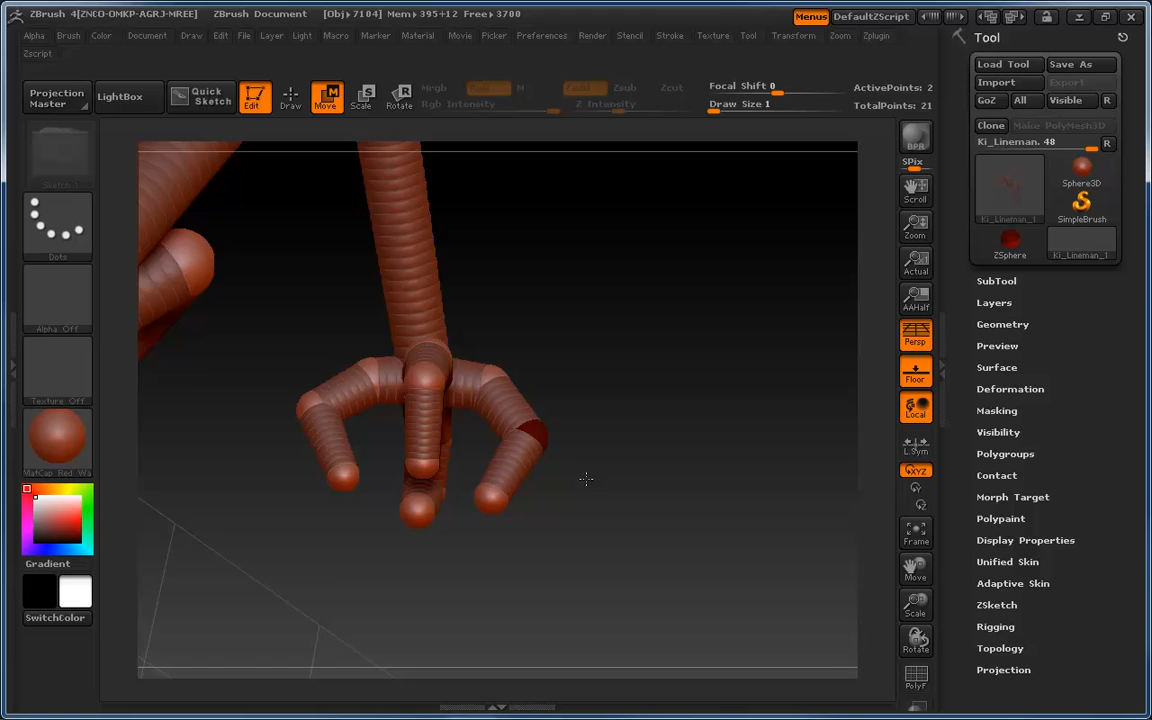 ZBrush 4[ZNCO-OMKP-AGRJ-MREE] ZBrush Document [Obj▸7104] Mem▸395+12 Free▸3700 Menus DefaultZScript
Alpha Brush Color Document Draw Edit File Layer Light Macro Marker Material Movie Picker Preferences Render Stencil Stroke Texture Tool Transform Zoom Zplugin
Zscript
Projection Master
LightBox
Quick Sketch
Edit
Draw
Move
Scale
Rotate
Mrgb M
Rgb Intensity
Zadd Zsub Zcut
Z Intensity
Focal Shift 0
Draw Size 1
ActivePoints: 2
TotalPoints: 21
Sketch 1
Dots
Alpha Off
Texture Off
MatCap Red Wa
Gradient
SwitchColor
BPR
SPix
Scroll
Zoom
Actual
AAHalf
Persp
Floor
Local
L.Sym
XYZ
Y
Z
Frame
Move
Scale
Rotate
PolyF
Tool
Load Tool Save As
Import Export
GoZ All Visible R
Clone Make PolyMesh3D
Ki_Lineman. 48 R
Ki_Lineman_1
Sphere3D
SimpleBrush
ZSphere
Ki_Lineman_1
SubTool
Layers
Geometry
Preview
Surface
Deformation
Masking
Visibility
Polygroups
Contact
Morph Target
Polypaint
Display Properties
Unified Skin
Adaptive Skin
ZSketch
Rigging
Topology
Projection